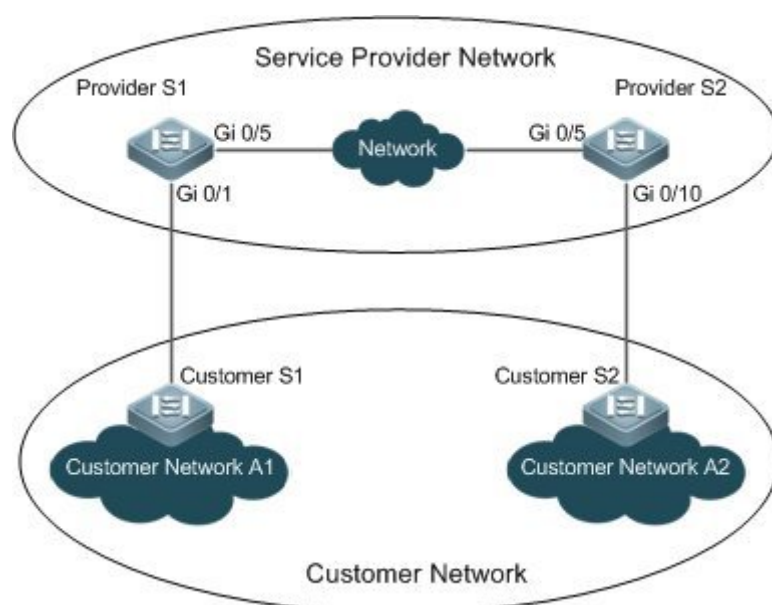 Service Provider Network
Provider S1
Provider S2
Gi 0/5
Network
Gi 0/5
Gi 0/1
Gi 0/10
Customer S1
Customer S2
Customer Network A1
Customer Network A2
Customer Network